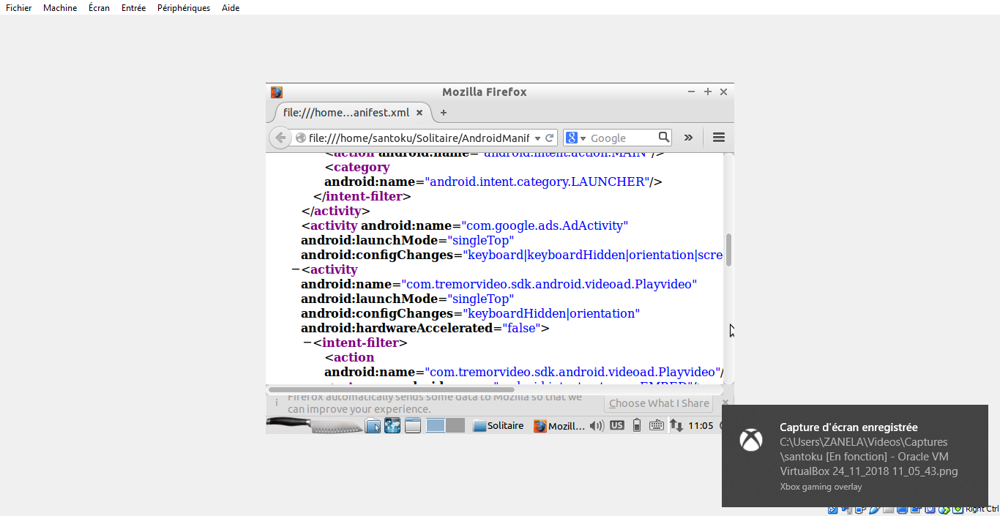 Fichier Machine Écran Entrée Périphériques Aide
Mozilla Firefox
file:///home...anifest.xml
file:///home/santoku/Solitaire/AndroidManif
Google
<action android:name="android.intent.action.MAIN"/>
<category
android:name="android.intent.category.LAUNCHER"/>
</intent-filter>
</activity>
<activity android:name="com.google.ads.AdActivity"
android:launchMode="singleTop"
android:configChanges="keyboard|keyboardHidden|orientation|scre
−<activity
android:name="com.tremorvideo.sdk.android.videoad.Playvideo"
android:launchMode="singleTop"
android:configChanges="keyboardHidden|orientation"
android:hardwareAccelerated="false">
−<intent-filter>
<action
android:name="com.tremorvideo.sdk.android.videoad.Playvideo"/
Firefox automatically sends some data to Mozilla so that we
can improve your experience.
Choose What I Share
Solitaire
Mozill...
US
11:05
Capture d'écran enregistrée
C:\Users\ZANELA\Videos\Captures
\santoku [En fonction] - Oracle VM
VirtualBox 24_11_2018 11_05_43.png
Xbox gaming overlay
Right Ctrl